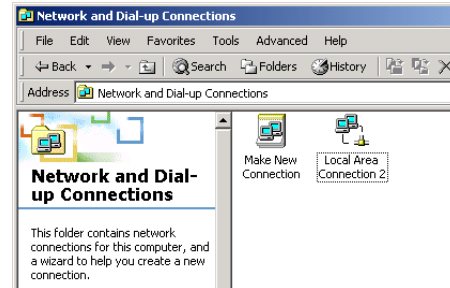 Network and Dial-up Connections
File Edit View Favorites Tools Advanced Help
Back Search Folders History
Address Network and Dial-up Connections
Network and Dial-
up Connections
This folder contains network
connections for this computer, and
a wizard to help you create a new
connection.
Make New
Connection
Local Area
Connection 2